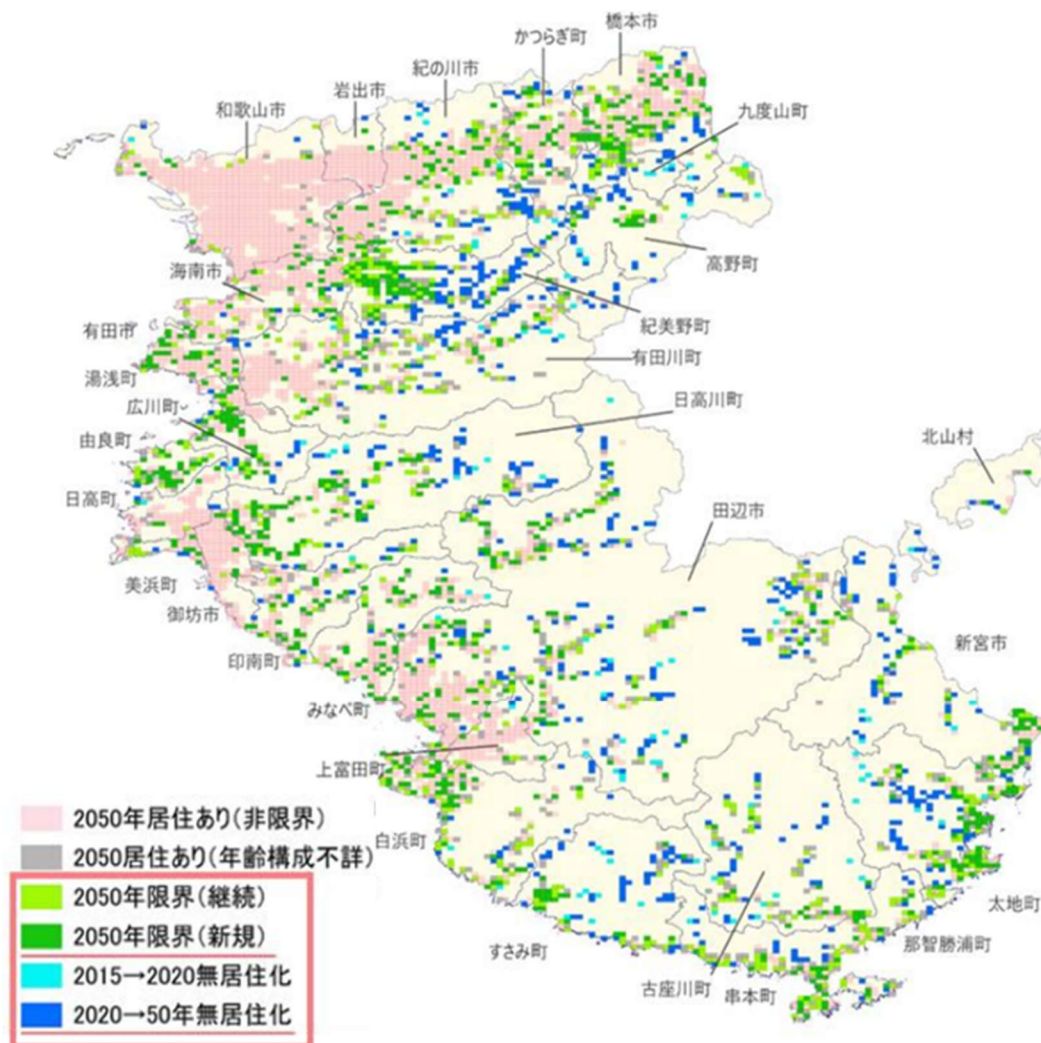 橋本市
かつらぎ町
紀の川市
岩出市
和歌山市
九度山町
高野町
海南市
紀美野町
有田市
有田川町
湯浅町
日高川町
広川町
由良町
北山村
日高町
田辺市
美浜町
御坊市
新宮市
印南町
みなべ町
上富田町
白浜町
太地町
那智勝浦町
すさみ町
古座川町
串本町
2050年居住あり(非限界)
2050居住あり(年齢構成不詳)
2050年限界(継続)
2050年限界(新規)
2015→2020無居住化
2020→50年無居住化